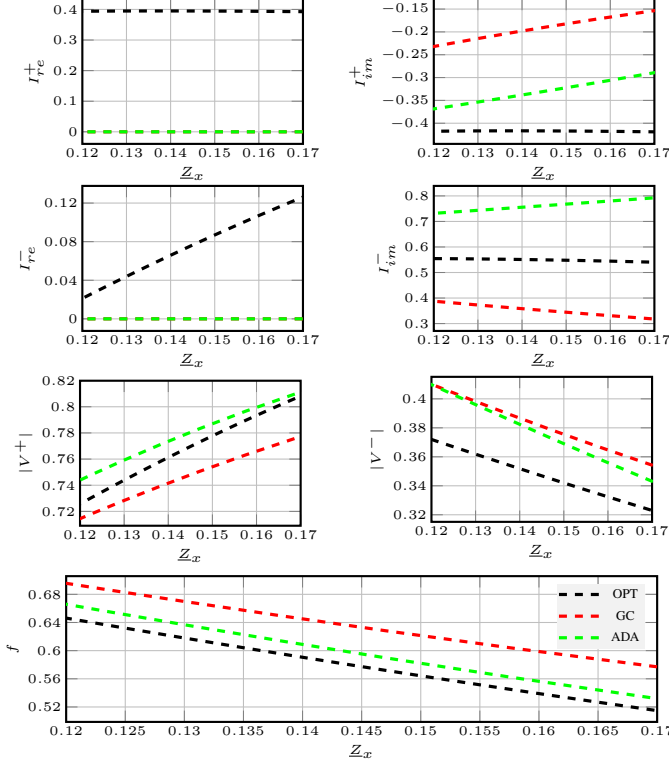 0.4
0.3
0.2
0.4
0
I⁺re
0.12 0.13 0.14 0.15 0.16 0.17
Z_x
−0.15
−0.2
−0.25
−0.3
−0.35
−0.4
I⁺im
0.12 0.13 0.14 0.15 0.16 0.17
Z_x
0.12
0.08
0.04
0
I⁻re
0.12 0.13 0.14 0.15 0.16 0.17
Z_x
0.8
0.7
0.6
0.5
0.4
0.3
I⁻im
0.12 0.13 0.14 0.15 0.16 0.17
Z_x
0.82
0.8
0.78
0.76
0.74
0.72
|V⁺|
0.12 0.13 0.14 0.15 0.16 0.17
Z_x
0.4
0.38
0.36
0.34
0.32
|V⁻|
0.12 0.13 0.14 0.15 0.16 0.17
Z_x
0.68
0.64
0.6
0.56
0.52
f
OPT
GC
ADA
0.12 0.125 0.13 0.135 0.14 0.145 0.15 0.155 0.16 0.165 0.17
Z_x